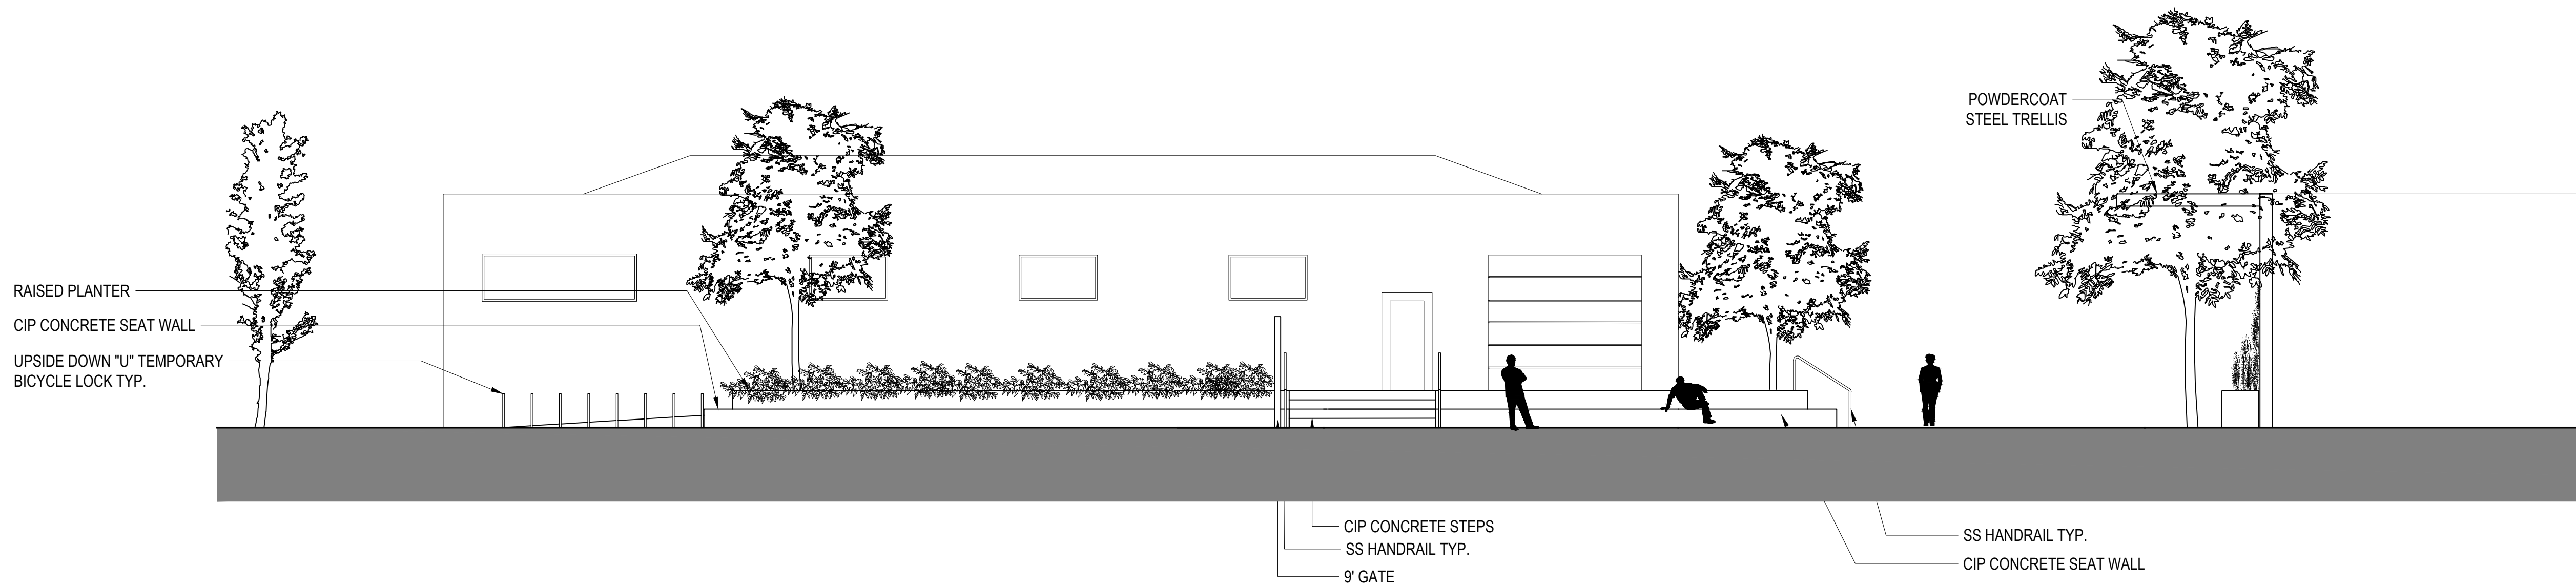 POWDERCOAT
STEEL TRELLIS
RAISED PLANTER
CIP CONCRETE SEAT WALL
UPSIDE DOWN "U" TEMPORARY
BICYCLE LOCK TYP.
CIP CONCRETE STEPS
SS HANDRAIL TYP.
9' GATE
SS HANDRAIL TYP.
CIP CONCRETE SEAT WALL